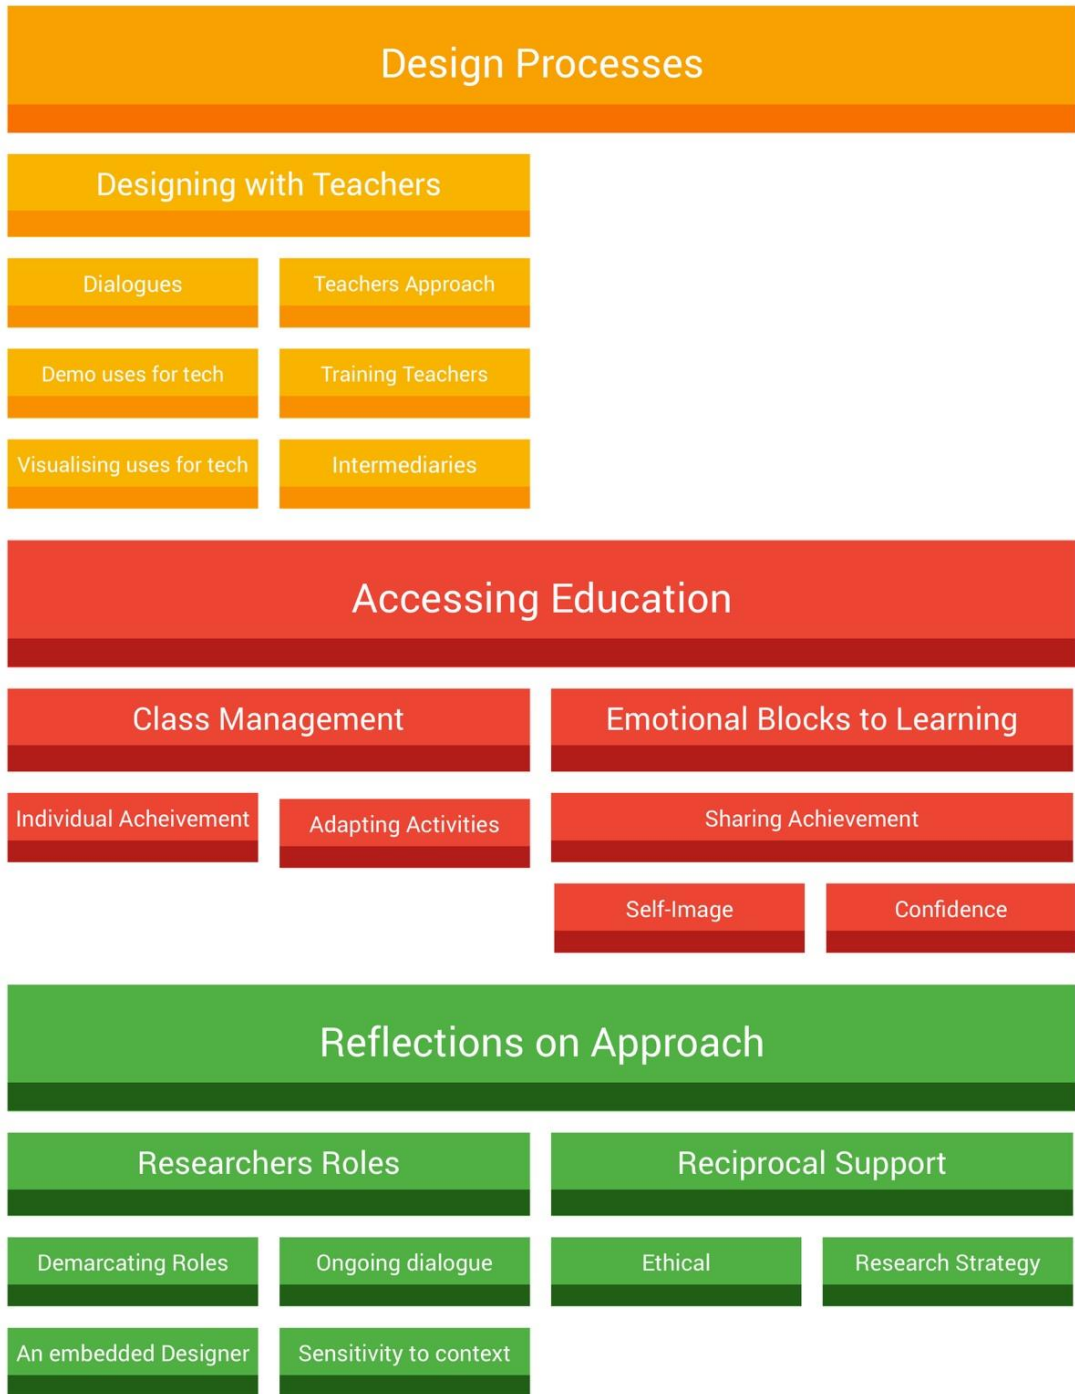 Design Processes
Designing with Teachers
Dialogues
Teachers Approach
Demo uses for tech
Training Teachers
Visualising uses for tech
Intermediaries
Accessing Education
Class Management
Emotional Blocks to Learning
Individual Acheivement
Adapting Activities
Sharing Achievement
Self-Image
Confidence
Reflections on Approach
Researchers Roles
Reciprocal Support
Demarcating Roles
Ongoing dialogue
Ethical
Research Strategy
An embedded Designer
Sensitivity to context